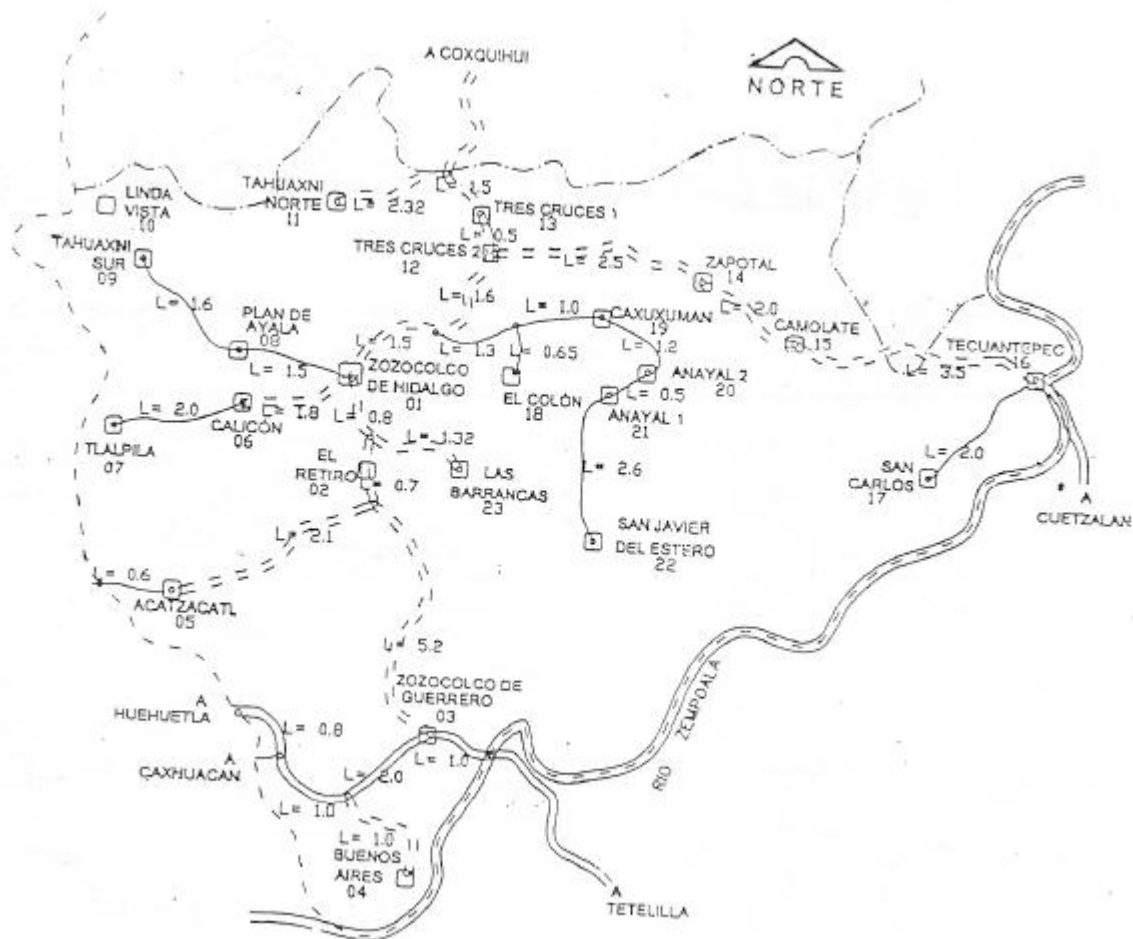 A COXQUIHUI
NORTE
LINDA
VISTA
10
TAHUAXNI
NORTE
11
L= 2.32
L= 1.5
TRES CRUCES 1
13
L= 0.5
TRES CRUCES 2
12
L= 2.5
ZAPOTAL
14
L= 2.0
CAMOLATE
15
TECUANTEPEC
16
L= 3.5
TAHUAXNI
SUR
09
L= 1.6
PLAN DE
AYALA
08
L= 1.5
L= 1.6
L= 1.0
CAXUXUMAN
19
L= 1.2
L= 1.5
L= 1.3
L= 0.65
ZOZOCOLCO
DE HIDALGO
01
EL COLÓN
18
ANAYAL 2
20
L= 0.5
ANAYAL 1
21
L= 2.0
CALICÓN
06
L= 1.8
L= 0.8
TLALPILA
07
L= 1.32
EL
RETIRO
02
L= 0.7
LAS
BARRANCAS
23
L= 2.6
SAN
CARLOS
17
L= 2.0
A
CUETZALAN
SAN JAVIER
DEL ESTERO
22
L= 2.1
L= 0.6
ACATZACATL
05
L= 5.2
ZOZOCOLCO DE
GUERRERO
03
A
HUEHUETLA
L= 0.8
A
CAXHUACAN
L= 2.0
L= 1.0
L= 1.0
RIO ZEMPOALA
L= 1.0
BUENOS
AIRES
04
A
TETELILLA